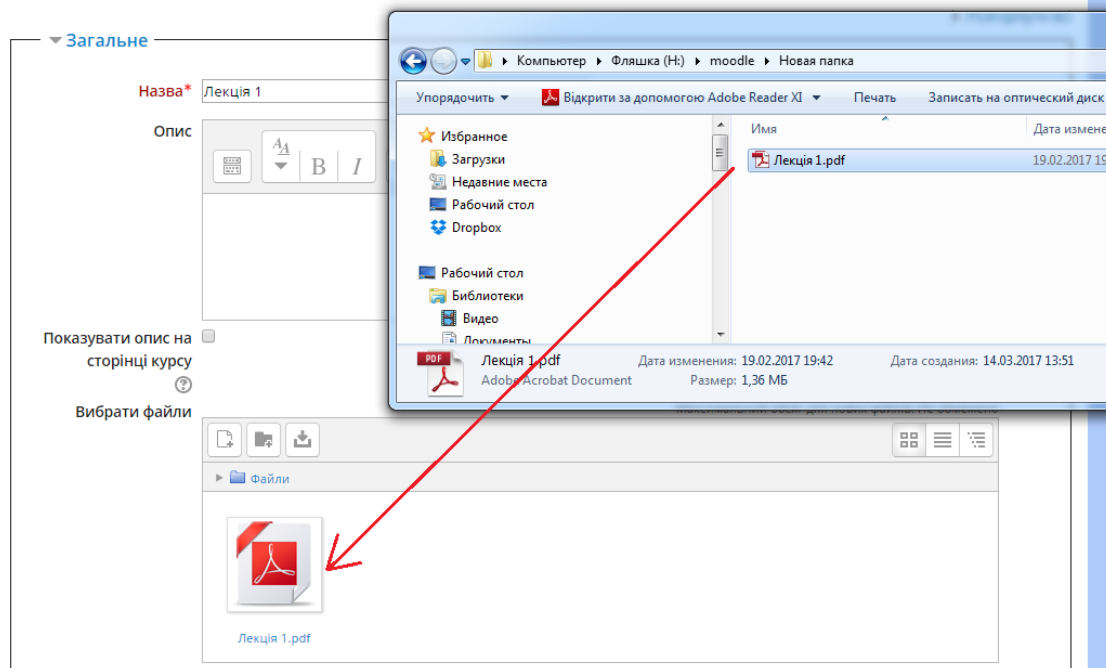 Загальне
Назва*
Лекція 1
Опис
B I
Показувати опис на
сторінці курсу
Вибрати файли
Файли
Лекція 1.pdf
Компьютер Фляшка (H:) moodle Новая папка
Упорядочить Відкрити за допомогою Adobe Reader XI Печать Записать на оптический диск
Избранное
Загрузки
Недавние места
Рабочий стол
Dropbox
Рабочий стол
Библиотеки
Видео
Документы
Имя Дата измене
Лекція 1.pdf 19.02.2017 19
PDF
Лекція 1.pdf Дата изменения: 19.02.2017 19:42 Дата создания: 14.03.2017 13:51
Adobe Acrobat Document Размер: 1,36 МБ